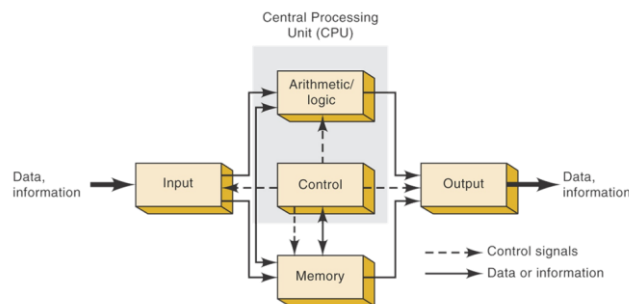 Central Processing
Unit (CPU)
Arithmetic/
logic
Data,
information
Input
Control
Output
Data,
information
Memory
Control signals
Data or information